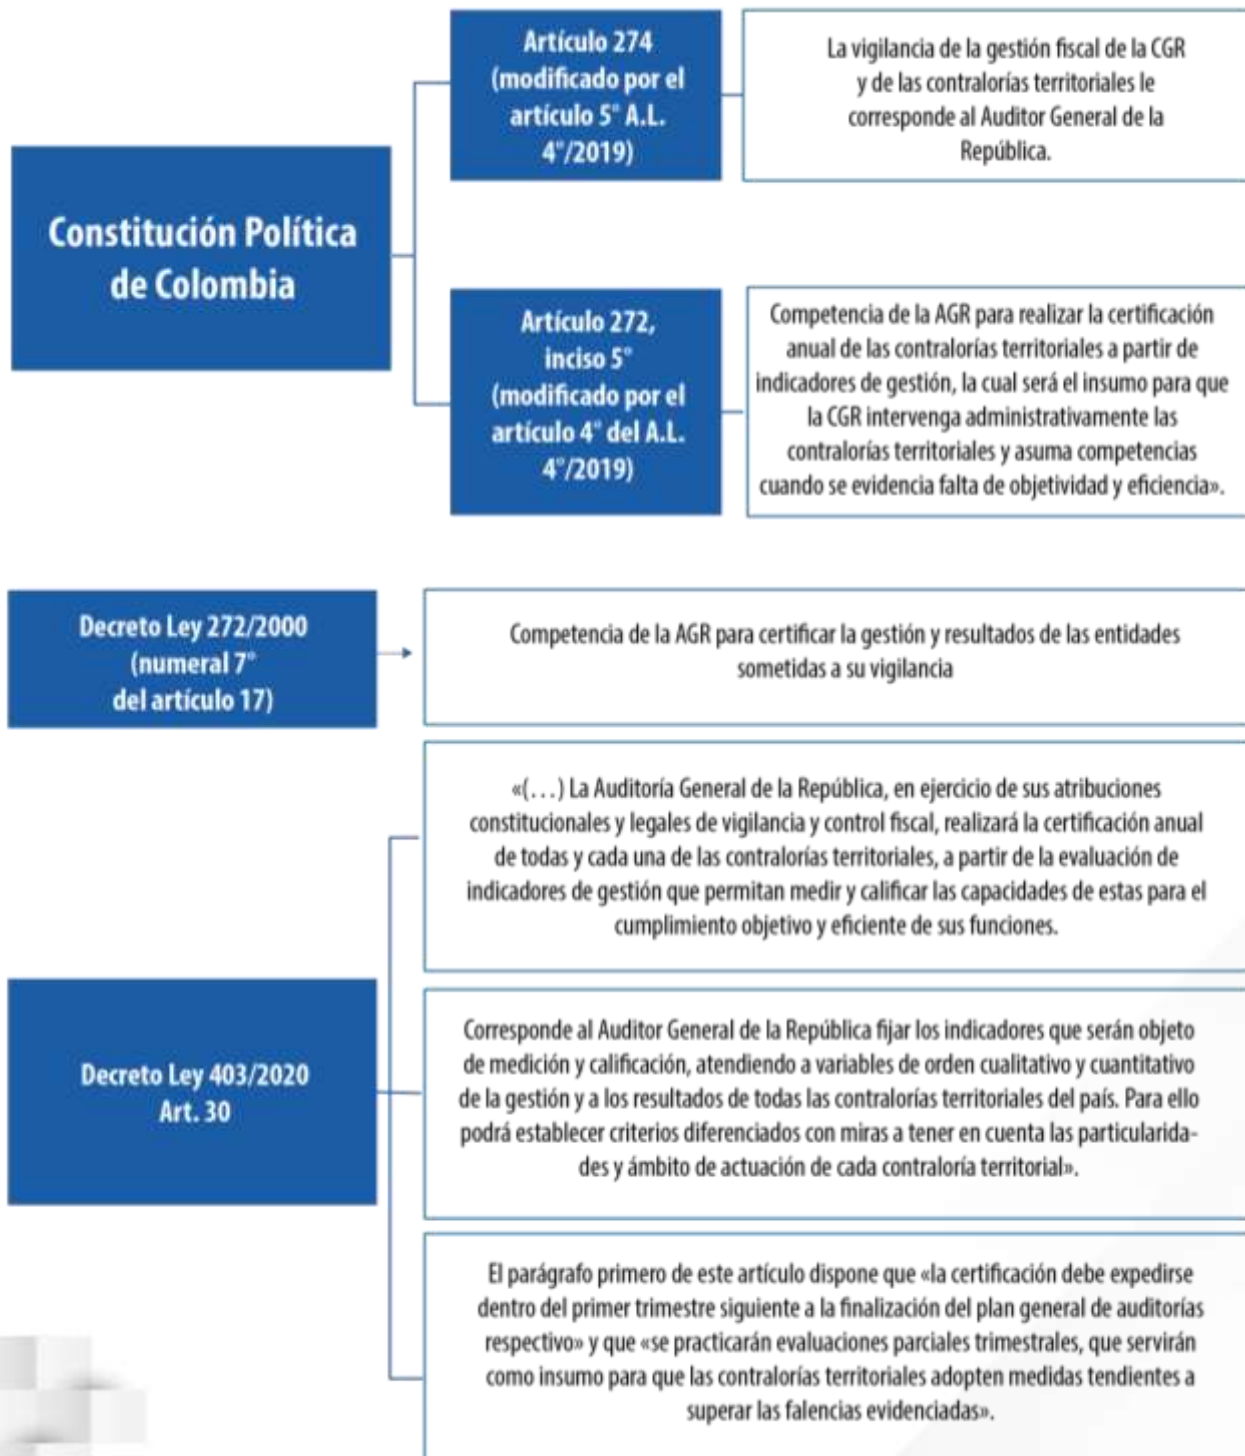 Constitución Política
de Colombia
Artículo 274
(modificado por el
artículo 5° A.L.
4°/2019)
La vigilancia de la gestión fiscal de la CGR
y de las contralorías territoriales le
corresponde al Auditor General de la
República.
Artículo 272,
inciso 5°
(modificado por el
artículo 4° del A.L.
4°/2019)
Competencia de la AGR para realizar la certificación
anual de las contralorías territoriales a partir de
indicadores de gestión, la cual será el insumo para que
la CGR intervenga administrativamente las
contralorías territoriales y asuma competencias
cuando se evidencia falta de objetividad y eficiencia».
Decreto Ley 272/2000
(numeral 7°
del artículo 17)
Competencia de la AGR para certificar la gestión y resultados de las entidades
sometidas a su vigilancia
Decreto Ley 403/2020
Art. 30
«(…) La Auditoría General de la República, en ejercicio de sus atribuciones
constitucionales y legales de vigilancia y control fiscal, realizará la certificación anual
de todas y cada una de las contralorías territoriales, a partir de la evaluación de
indicadores de gestión que permitan medir y calificar las capacidades de estas para el
cumplimiento objetivo y eficiente de sus funciones.
Corresponde al Auditor General de la República fijar los indicadores que serán objeto
de medición y calificación, atendiendo a variables de orden cualitativo y cuantitativo
de la gestión y a los resultados de todas las contralorías territoriales del país. Para ello
podrá establecer criterios diferenciados con miras a tener en cuenta las particularida-
des y ámbito de actuación de cada contraloría territorial».
El parágrafo primero de este artículo dispone que «la certificación debe expedirse
dentro del primer trimestre siguiente a la finalización del plan general de auditorías
respectivo» y que «se practicarán evaluaciones parciales trimestrales, que servirán
como insumo para que las contralorías territoriales adopten medidas tendientes a
superar las falencias evidenciadas».